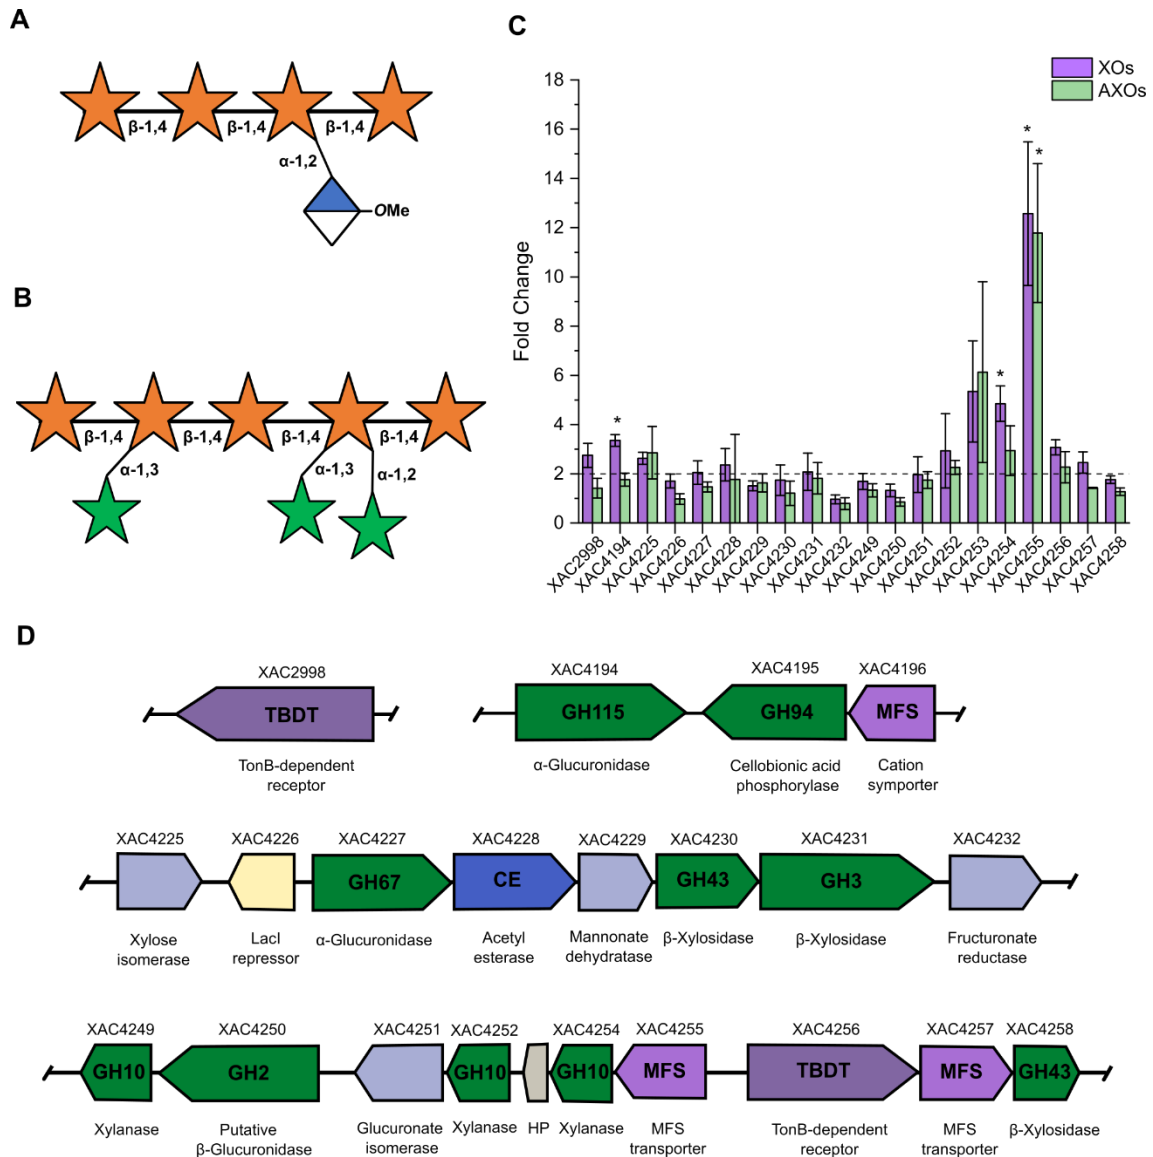 A
β-1,4 β-1,4 β-1,4
α-1,2
OMe
B
β-1,4 β-1,4 β-1,4 β-1,4
α-1,3 α-1,3 α-1,2
C
XOs
AXOs
Fold Change
18
16
14
12
10
8
6
4
2
0
* * * *
XAC2998 XAC4194 XAC4225 XAC4226 XAC4227 XAC4228 XAC4229 XAC4230 XAC4231 XAC4232 XAC4249 XAC4250 XAC4251 XAC4252 XAC4253 XAC4254 XAC4255 XAC4256 XAC4257 XAC4258
D
XAC2998 XAC4194 XAC4195 XAC4196
TBDT GH115 GH94 MFS
TonB-dependent α-Glucuronidase Cellobionic acid Cation
receptor phosphorylase symporter
XAC4225 XAC4226 XAC4227 XAC4228 XAC4229 XAC4230 XAC4231 XAC4232
GH67 CE GH43 GH3
Xylose LacI α-Glucuronidase Acetyl Mannonate β-Xylosidase β-Xylosidase Fructuronate
isomerase repressor esterase dehydratase reductase
XAC4249 XAC4250 XAC4251 XAC4252 XAC4254 XAC4255 XAC4256 XAC4257 XAC4258
GH10 GH2 GH10 GH10 MFS TBDT MFS GH43
Xylanase Putative Glucuronate Xylanase HP Xylanase MFS TonB-dependent MFS β-Xylosidase
β-Glucuronidase isomerase transporter receptor transporter